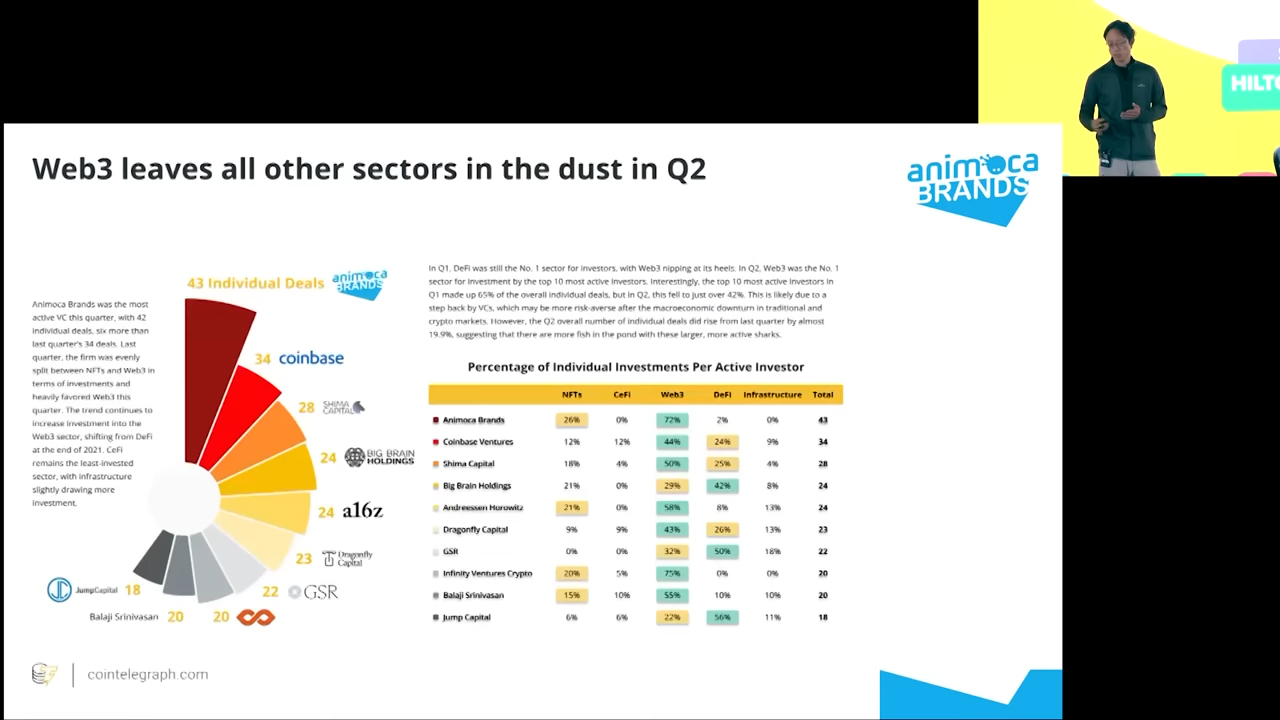 HILT
Web3 leaves all other sectors in the dust in Q2
animoca
BRANDS
43 Individual Deals
animoca
BRANDS
Animoca Brands was the most
active VC this quarter, with 42
individual deals, six more than
last quarter's 34 deals. Last
quarter, the firm was evenly
split between NFTs and Web3 in
terms of investments and
heavily favored Web3 this
quarter. The trend continues to
increase investment into the
Web3 sector, shifting from DeFi
at the end of 2021. CeFi
remains the least-invested
sector, with infrastructure
slightly drawing more
investment.
34 coinbase
28 SHIMA
CAPITAL
24 BIG BRAIN
HOLDINGS
24 a16z
23 Dragonfly
Capital
22 GSR
20
Balaji Srinivasan 20
JumpCapital 18
In Q1, DeFi was still the No. 1 sector for investors, with Web3 nipping at its heels. In Q2, Web3 was the No. 1
sector for investment by the top 10 most active investors. Interestingly, the top 10 most active investors in
Q1 made up 65% of the overall individual deals, but in Q2, this fell to just over 42%. This is likely due to a
step back by VCs, which may be more risk-averse after the macroeconomic downturn in traditional and
crypto markets. However, the Q2 overall number of individual deals did rise from last quarter by almost
19.9%, suggesting that there are more fish in the pond with these larger, more active sharks.
Percentage of Individual Investments Per Active Investor
NFTs CeFi Web3 DeFi Infrastructure Total
Animoca Brands 26% 0% 72% 2% 0% 43
Coinbase Ventures 12% 12% 44% 24% 9% 34
Shima Capital 18% 4% 50% 25% 4% 28
Big Brain Holdings 21% 0% 29% 42% 8% 24
Andreessen Horowitz 21% 0% 58% 8% 13% 24
Dragonfly Capital 9% 9% 43% 26% 13% 23
GSR 0% 0% 32% 50% 18% 22
Infinity Ventures Crypto 20% 5% 75% 0% 0% 20
Balaji Srinivasan 15% 10% 55% 10% 10% 20
Jump Capital 6% 6% 22% 56% 11% 18
cointelegraph.com